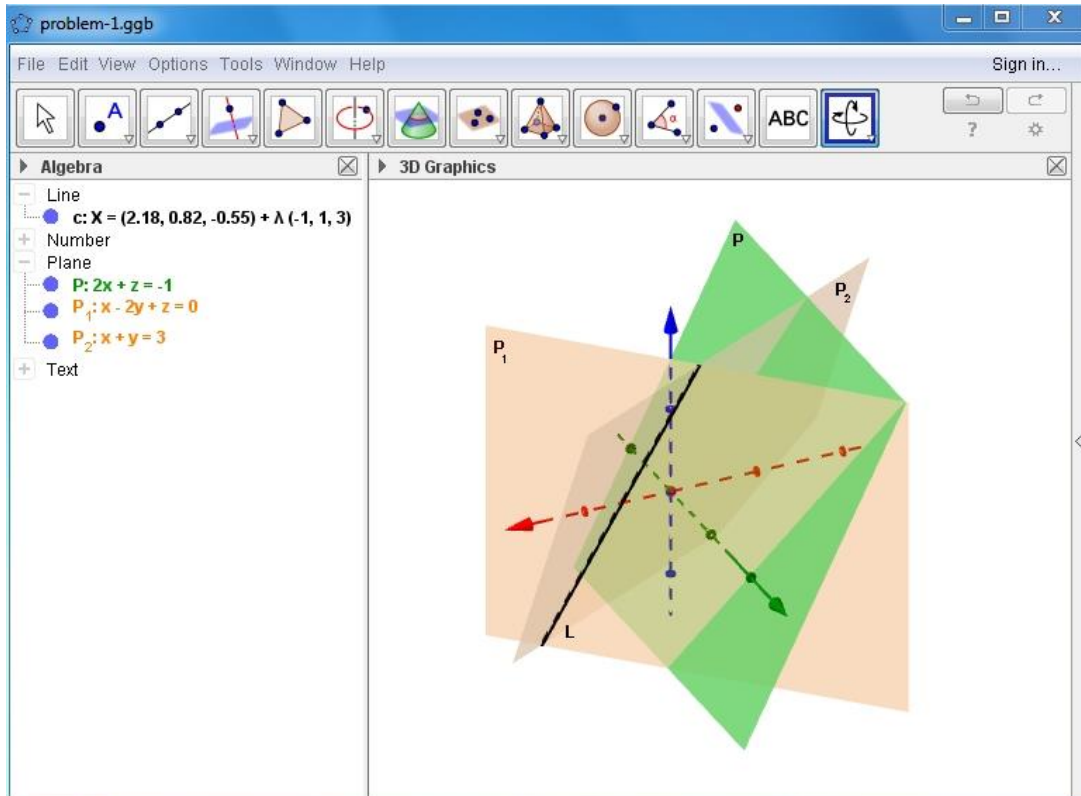 problem-1.ggb
File Edit View Options Tools Window Help Sign in...
A ABC ?
Algebra 3D Graphics
Line
c: X = (2.18, 0.82, -0.55) + λ (-1, 1, 3)
Number
Plane
P: 2x + z = -1
P₁: x - 2y + z = 0
P₂: x + y = 3
Text
P
P₂
P₁
L